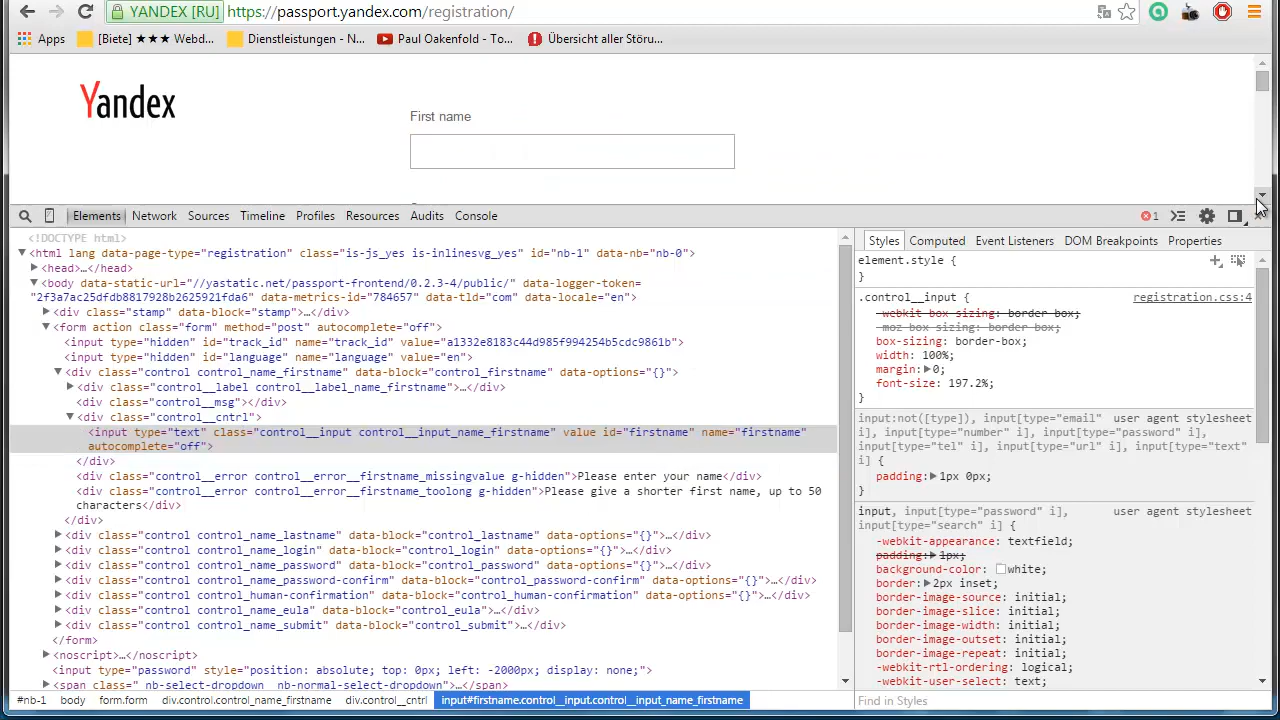 YANDEX [RU] https://passport.yandex.com/registration/
Apps [Biete] ★★★ Webd... Dienstleistungen - N... Paul Oakenfold - To... Übersicht aller Störu...
Yandex
First name
Elements Network Sources Timeline Profiles Resources Audits Console 1
<!DOCTYPE html>
<html lang data-page-type="registration" class="is-js_yes is-inlinesvg_yes" id="nb-1" data-nb="nb-0">
<head>…</head>
<body data-static-url="//yastatic.net/passport-frontend/0.2.3-4/public/" data-logger-token=
"2f3a7ac25dfdb8817928b2625921fda6" data-metrics-id="784657" data-tld="com" data-locale="en">
<div class="stamp" data-block="stamp">…</div>
<form action class="form" method="post" autocomplete="off">
<input type="hidden" id="track_id" name="track_id" value="a1332e8183c44d985f994254b5cdc9861b">
<input type="hidden" id="language" name="language" value="en">
<div class="control control_name_firstname" data-block="control_firstname" data-options="{}">
<div class="control__label control__label_name_firstname">…</div>
<div class="control__msg"></div>
<div class="control__cntrl">
<input type="text" class="control__input control__input_name_firstname" value id="firstname" name="firstname"
autocomplete="off">
</div>
<div class="control__error control__error__firstname_missingvalue g-hidden">Please enter your name</div>
<div class="control__error control__error__firstname_toolong g-hidden">Please give a shorter first name, up to 50
characters</div>
</div>
<div class="control control_name_lastname" data-block="control_lastname" data-options="{}">…</div>
<div class="control control_name_login" data-block="control_login" data-options="{}">…</div>
<div class="control control_name_password" data-block="control_password" data-options="{}">…</div>
<div class="control control_name_password-confirm" data-block="control_password-confirm" data-options="{}">…</div>
<div class="control control_human-confirmation" data-block="control_human-confirmation" data-options="{}">…</div>
<div class="control control_name_eula" data-block="control_eula">…</div>
<div class="control control_name_submit" data-block="control_submit">…</div>
</form>
<noscript>…</noscript>
<input type="password" style="position: absolute; top: 0px; left: -2000px; display: none;">
<span class="_nb-select-dropdown _nb-normal-select-dropdown">…</span>
#nb-1 body form.form div.control.control_name_firstname div.control__cntrl input#firstname.control__input.control__input_name_firstname
Styles Computed Event Listeners DOM Breakpoints Properties
element.style {
}
.control__input { registration.css:4
-webkit-box-sizing: border-box;
-moz-box-sizing: border-box;
box-sizing: border-box;
width: 100%;
margin: 0;
font-size: 197.2%;
}
input:not([type]), input[type="email" user agent stylesheet
i], input[type="number" i], input[type="password" i],
input[type="tel" i], input[type="url" i], input[type="text"
i] {
padding: 1px 0px;
}
input, input[type="password" i], user agent stylesheet
input[type="search" i] {
-webkit-appearance: textfield;
padding: 1px;
background-color: white;
border: 2px inset;
border-image-source: initial;
border-image-slice: initial;
border-image-width: initial;
border-image-outset: initial;
border-image-repeat: initial;
-webkit-rtl-ordering: logical;
-webkit-user-select: text;
Find in Styles